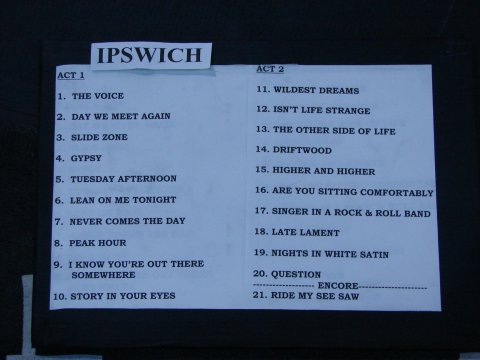 IPSWICH
ACT 1
1. THE VOICE
2. DAY WE MEET AGAIN
3. SLIDE ZONE
4. GYPSY
5. TUESDAY AFTERNOON
6. LEAN ON ME TONIGHT
7. NEVER COMES THE DAY
8. PEAK HOUR
9. I KNOW YOU'RE OUT THERE
SOMEWHERE
10. STORY IN YOUR EYES
ACT 2
11. WILDEST DREAMS
12. ISN'T LIFE STRANGE
13. THE OTHER SIDE OF LIFE
14. DRIFTWOOD
15. HIGHER AND HIGHER
16. ARE YOU SITTING COMFORTABLY
17. SINGER IN A ROCK & ROLL BAND
18. LATE LAMENT
19. NIGHTS IN WHITE SATIN
20. QUESTION
------------------- ENCORE---------------------
21. RIDE MY SEE SAW